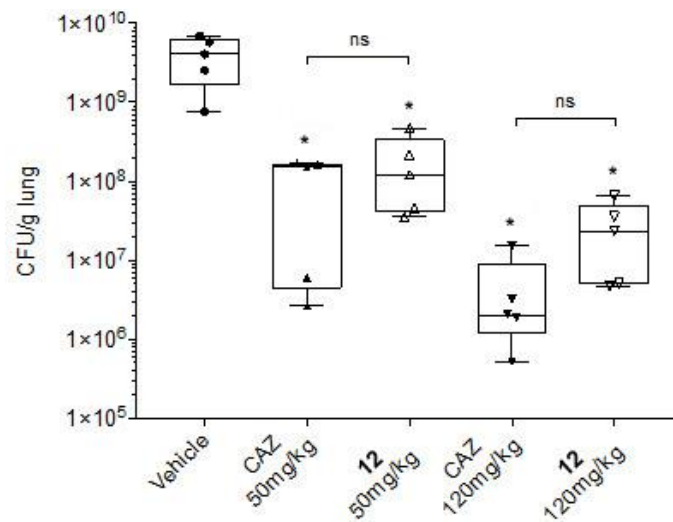 1×10¹⁰
1×10⁹
1×10⁸
1×10⁷
1×10⁶
1×10⁵
CFU/g lung
ns
ns
*
*
*
*
Vehicle
CAZ
50mg/kg
12
50mg/kg
CAZ
120mg/kg
12
120mg/kg